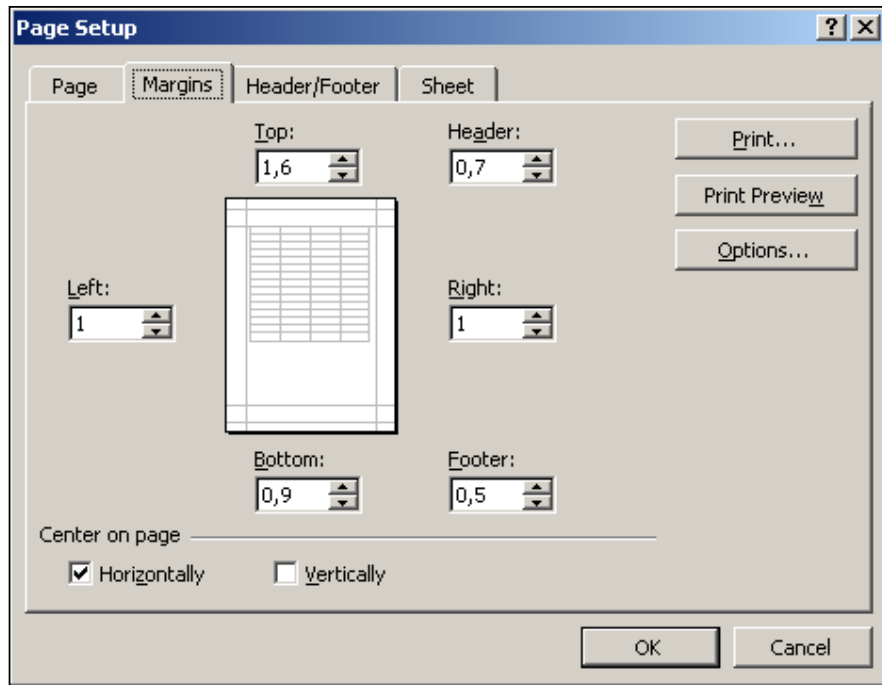 Page Setup
Page Margins Header/Footer Sheet
Top: Header:
1,6 0,7
Print...
Print Preview
Options...
Left: Right:
1 1
Bottom: Footer:
0,9 0,5
Center on page
Horizontally Vertically
OK Cancel